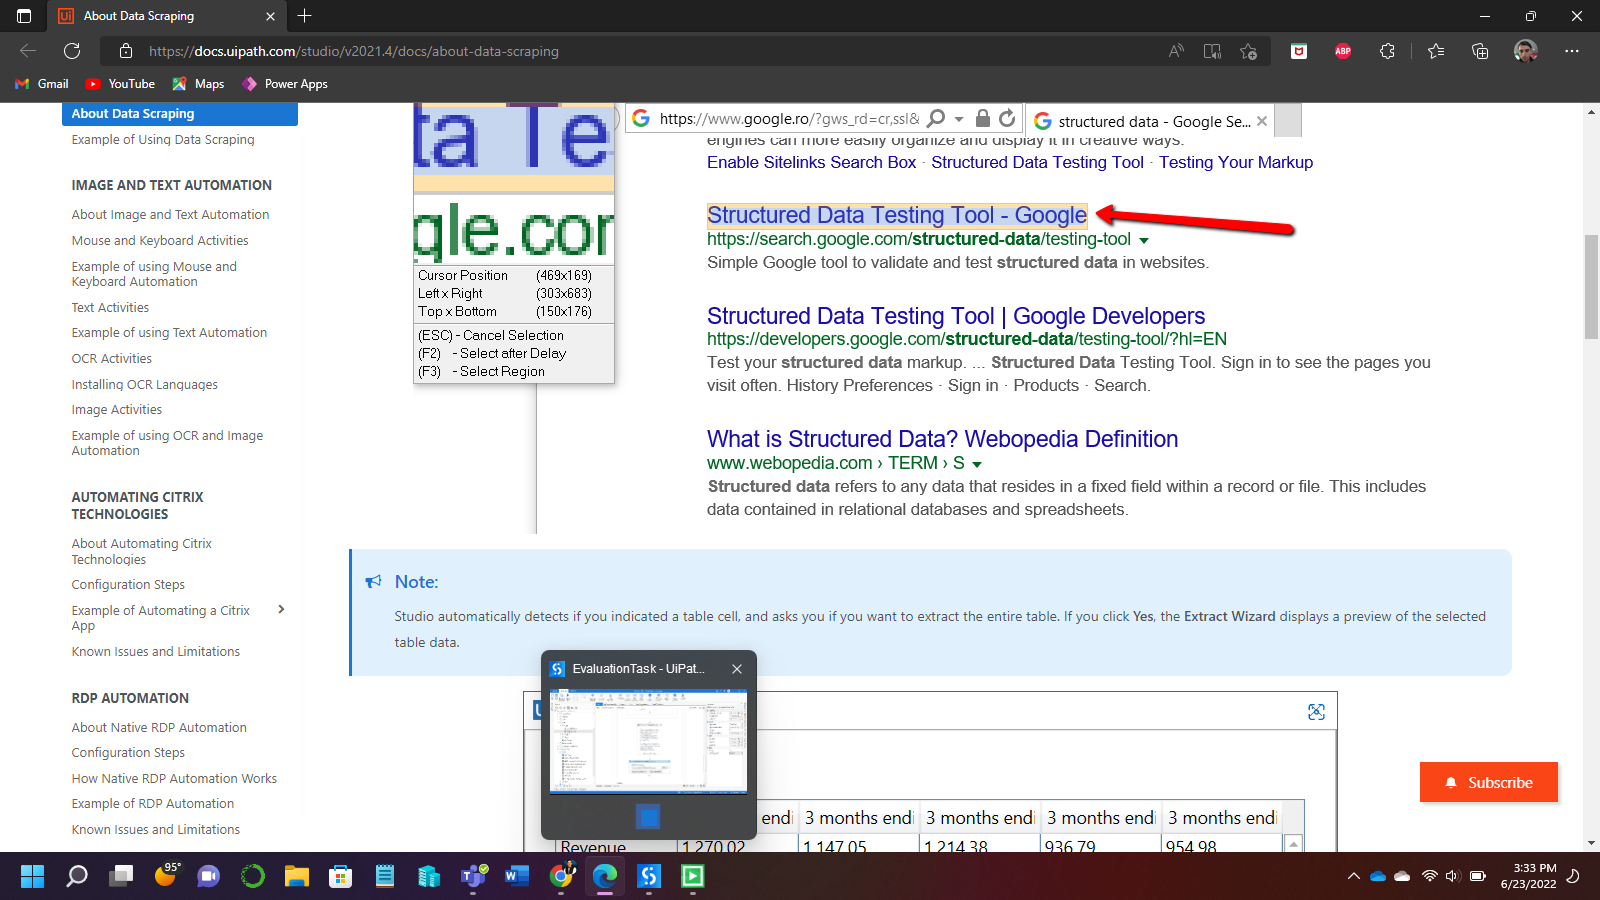 About Data Scraping
https://docs.uipath.com/studio/v2021.4/docs/about-data-scraping
ABP
Gmail
YouTube
Maps
Power Apps
About Data Scraping
Example of Using Data Scraping
IMAGE AND TEXT AUTOMATION
About Image and Text Automation
Mouse and Keyboard Activities
Example of using Mouse and
Keyboard Automation
Text Activities
Example of using Text Automation
OCR Activities
Installing OCR Languages
Image Activities
Example of using OCR and Image
Automation
AUTOMATING CITRIX
TECHNOLOGIES
About Automating Citrix
Technologies
Configuration Steps
Example of Automating a Citrix
App
Known Issues and Limitations
RDP AUTOMATION
About Native RDP Automation
Configuration Steps
How Native RDP Automation Works
Example of RDP Automation
Known Issues and Limitations
ta Te
gle.com
Cursor Position (469x169)
Left x Right (303x683)
Top x Bottom (150x176)
(ESC) - Cancel Selection
(F2) - Select after Delay
(F3) - Select Region
https://www.google.ro/?gws_rd=cr,ssl&
structured data - Google Se...
engines can more easily organize and display it in creative ways.
Enable Sitelinks Search Box · Structured Data Testing Tool · Testing Your Markup
Structured Data Testing Tool - Google
https://search.google.com/structured-data/testing-tool
Simple Google tool to validate and test structured data in websites.
Structured Data Testing Tool | Google Developers
https://developers.google.com/structured-data/testing-tool/?hl=EN
Test your structured data markup. ... Structured Data Testing Tool. Sign in to see the pages you
visit often. History Preferences · Sign in · Products · Search.
What is Structured Data? Webopedia Definition
www.webopedia.com › TERM › S
Structured data refers to any data that resides in a fixed field within a record or file. This includes
data contained in relational databases and spreadsheets.
Note:
Studio automatically detects if you indicated a table cell, and asks you if you want to extract the entire table. If you click Yes, the Extract Wizard displays a preview of the selected
table data.
EvaluationTask - UiPat...
endi 3 months endi 3 months endi 3 months endi 3 months endi
Revenue 1,270.02 1,147.05 1,214.38 936.79 954.98
Subscribe
95°
3:33 PM
6/23/2022